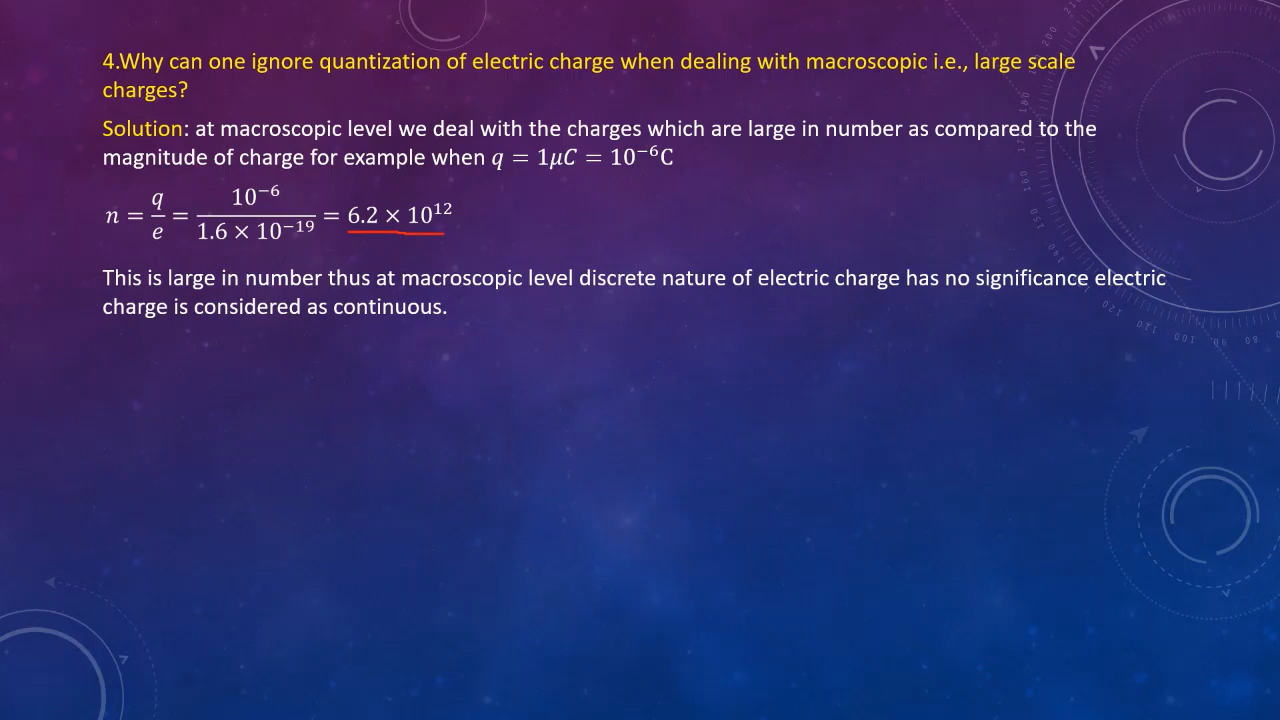 4.Why can one ignore quantization of electric charge when dealing with macroscopic i.e., large scale
charges?
Solution: at macroscopic level we deal with the charges which are large in number as compared to the
magnitude of charge for example when q = 1μC = 10⁻⁶C
n = q/e = 10⁻⁶/(1.6 × 10⁻¹⁹) = 6.2 × 10¹²
This is large in number thus at macroscopic level discrete nature of electric charge has no significance electric
charge is considered as continuous.